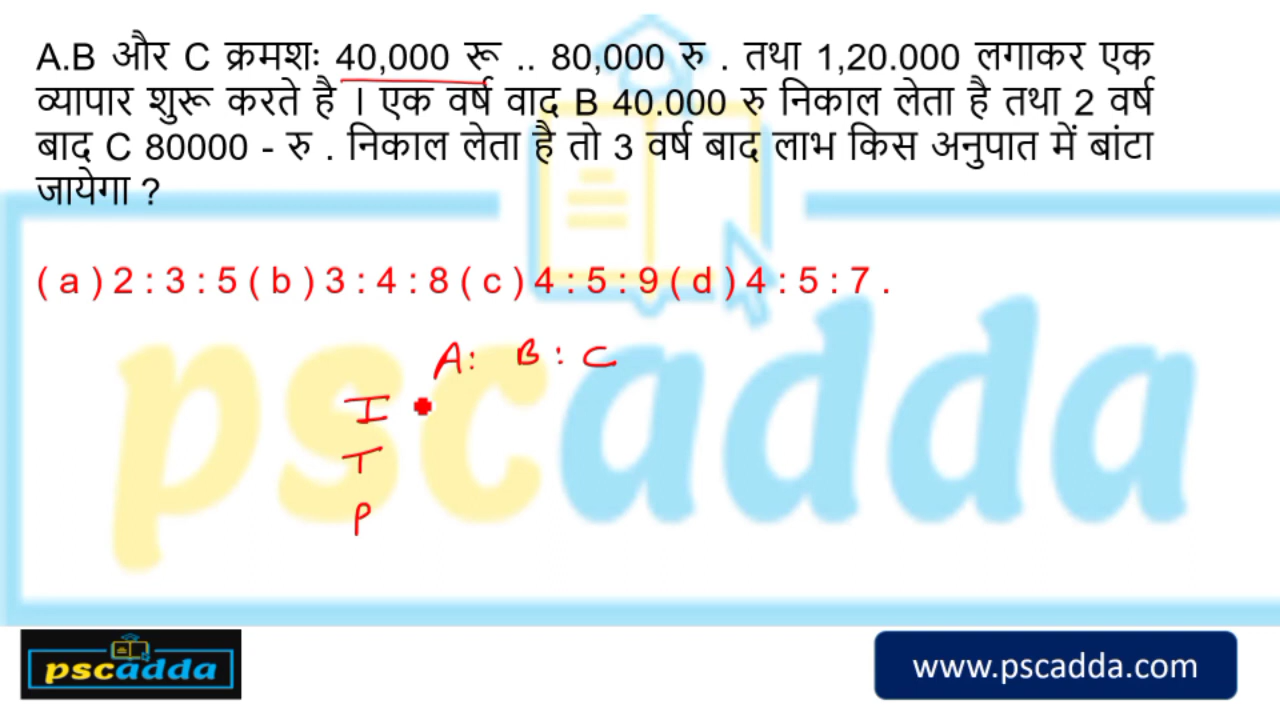 A.B और C क्रमशः 40,000 रू .. 80,000 रु . तथा 1,20.000 लगाकर एक
व्यापार शुरू करते है । एक वर्ष वाद B 40.000 रु निकाल लेता है तथा 2 वर्ष
बाद C 80000 - रु . निकाल लेता है तो 3 वर्ष बाद लाभ किस अनुपात में बांटा
जायेगा ?
( a ) 2 : 3 : 5 ( b ) 3 : 4 : 8 ( c ) 4 : 5 : 9 ( d ) 4 : 5 : 7 .
A: B : C
I
T
P
pscadda
pscadda
www.pscadda.com